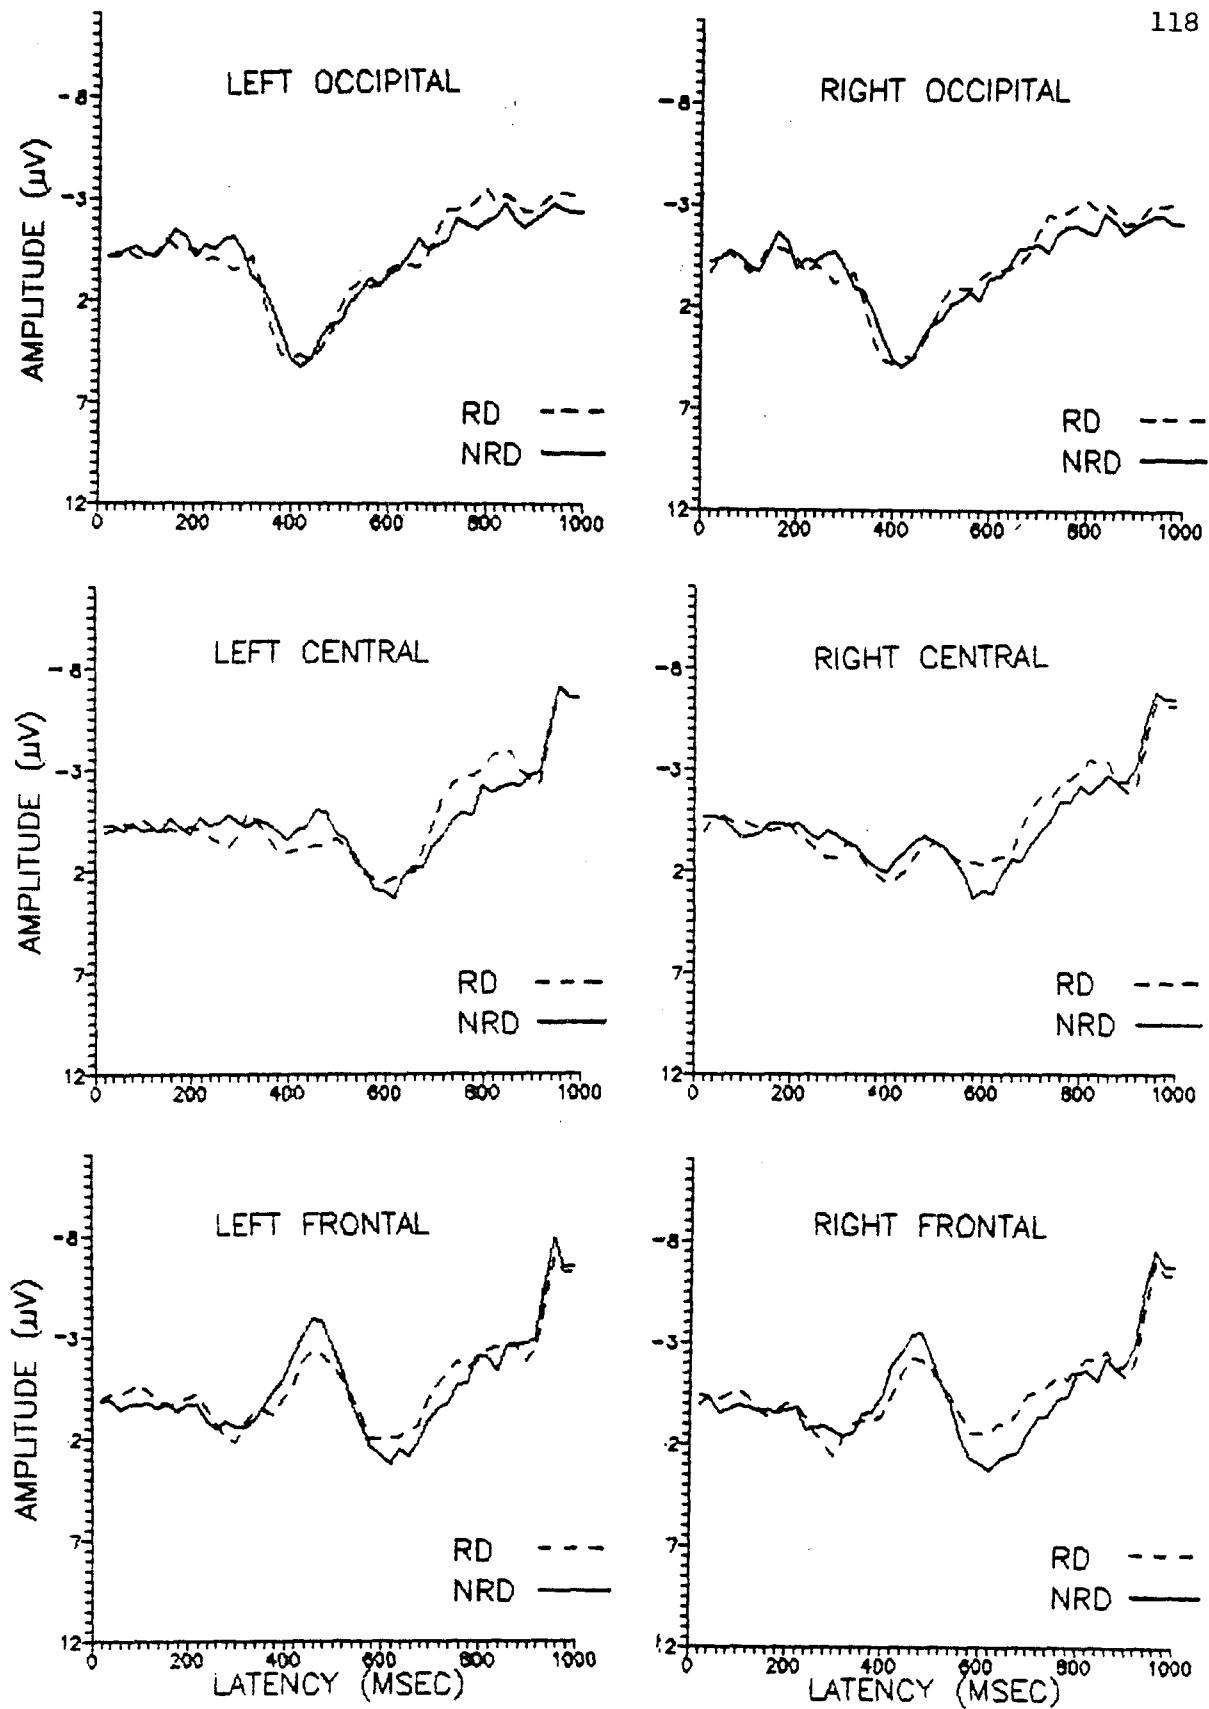 118
LEFT OCCIPITAL
AMPLITUDE (µV)
-8
-3
2
7
12
0 200 400 600 800 1000
RD
NRD
RIGHT OCCIPITAL
-8
-3
2
7
12
0 200 400 600 800 1000
RD
NRD
LEFT CENTRAL
AMPLITUDE (µV)
-8
-3
2
7
12
0 200 400 600 800 1000
RD
NRD
RIGHT CENTRAL
-8
-3
2
7
12
0 200 400 600 800 1000
RD
NRD
LEFT FRONTAL
AMPLITUDE (µV)
-8
-3
2
7
12
0 200 400 600 800 1000
LATENCY (MSEC)
RD
NRD
RIGHT FRONTAL
-8
-3
2
7
12
0 200 400 600 800 1000
LATENCY (MSEC)
RD
NRD